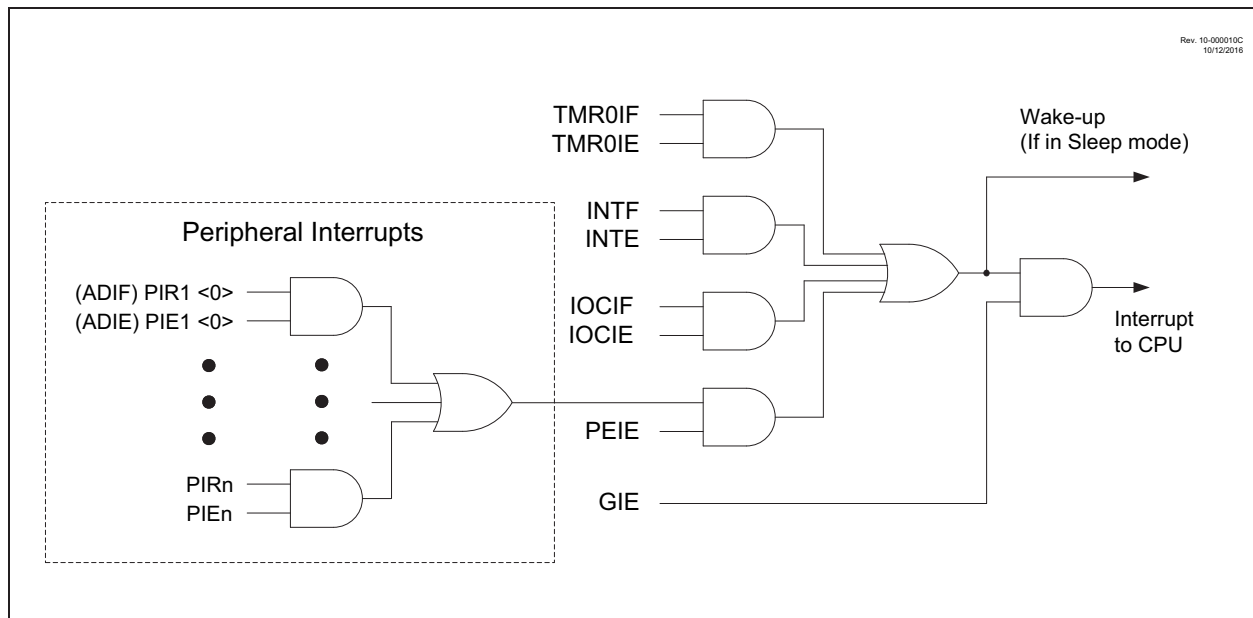 Rev. 10-000010C
10/12/2016
TMR0IF
TMR0IE
Wake-up
(If in Sleep mode)
INTF
INTE
Peripheral Interrupts
(ADIF) PIR1 <0>
(ADIE) PIE1 <0>
IOCIF
IOCIE
Interrupt
to CPU
PEIE
PIRn
PIEn
GIE